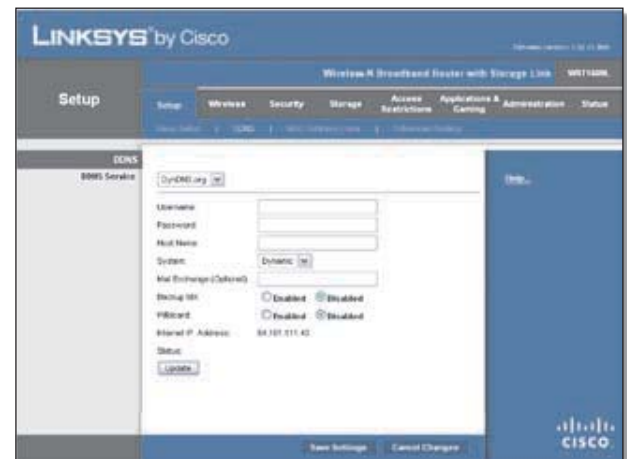 LINKSYS by Cisco
Wireless-N Broadband Router with Storage Link
Setup
Setup Wireless Security Storage Access Restrictions Applications & Gaming Administration Status
DDNS
DDNS
DDNS Service
DynDNS.org
Help...
Username
Password
Host Name
System Dynamic
Mail Exchange (Optional)
Backup MX Enabled Disabled
Wildcard Enabled Disabled
Internet IP Address
Status
Update
Save Settings Cancel Changes
CISCO